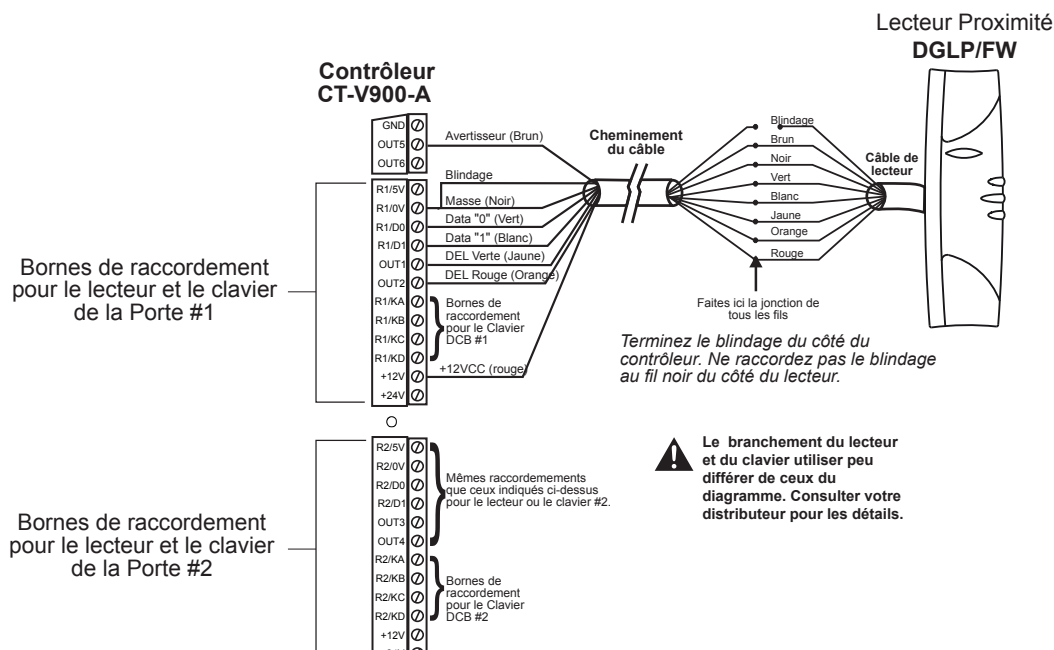 Lecteur Proximité
DGLP/FW
Contrôleur
CT-V900-A
GND
OUT5
OUT6
Avertisseur (Brun)
R1/5V
R1/0V
R1/D0
R1/D1
OUT1
OUT2
R1/KA
R1/KB
R1/KC
R1/KD
+12V
+24V
Blindage
Masse (Noir)
Data "0" (Vert)
Data "1" (Blanc)
DEL Verte (Jaune)
DEL Rouge (Orange)
Bornes de
raccordement
pour le Clavier
DCB #1
+12VCC (rouge)
Cheminement
du câble
Blindage
Brun
Noir
Vert
Blanc
Jaune
Orange
Rouge
Câble de
lecteur
Faites ici la jonction de
tous les fils
Terminez le blindage du côté du
contrôleur. Ne raccordez pas le blindage
au fil noir du côté du lecteur.
Bornes de raccordement
pour le lecteur et le clavier
de la Porte #1
Le branchement du lecteur
et du clavier utiliser peu
différer de ceux du
diagramme. Consulter votre
distributeur pour les détails.
Bornes de raccordement
pour le lecteur et le clavier
de la Porte #2
R2/5V
R2/0V
R2/D0
R2/D1
OUT3
OUT4
R2/KA
R2/KB
R2/KC
R2/KD
+12V
Mêmes raccordemements
que ceux indiqués ci-dessus
pour le lecteur ou le clavier #2.
Bornes de
raccordement
pour le Clavier
DCB #2